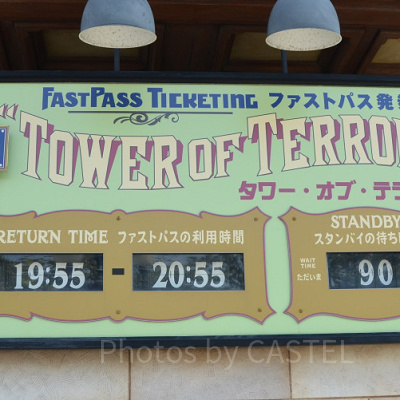 FASTPASS TICKETING ファストパス発
"TOWER OF TERRO
タワー・オブ・テラ
RETURN TIME ファストパスの利用時間
19:55 - 20:55
STANDBY
スタンバイの待ち
WAIT TIME
ただいま
90
Photos by CASTEL